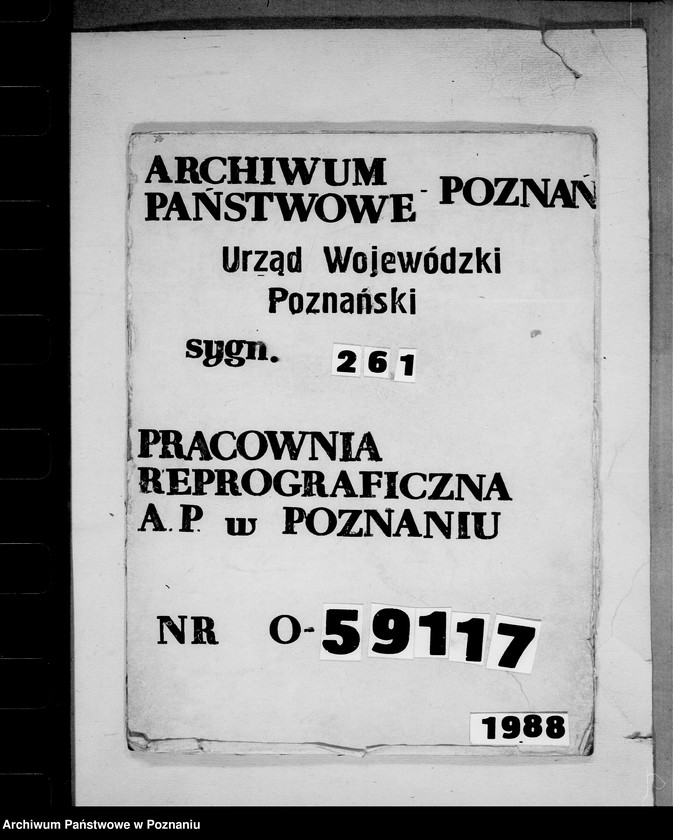 ARCHIWUM
PAŃSTWOWE - POZNAŃ
Urząd Wojewódzki
Poznański
sygn. 261
PRACOWNIA
REPROGRAFICZNA
A.P. w POZNANIU
NR O-59117
1988
Archiwum Państwowe w Poznaniu